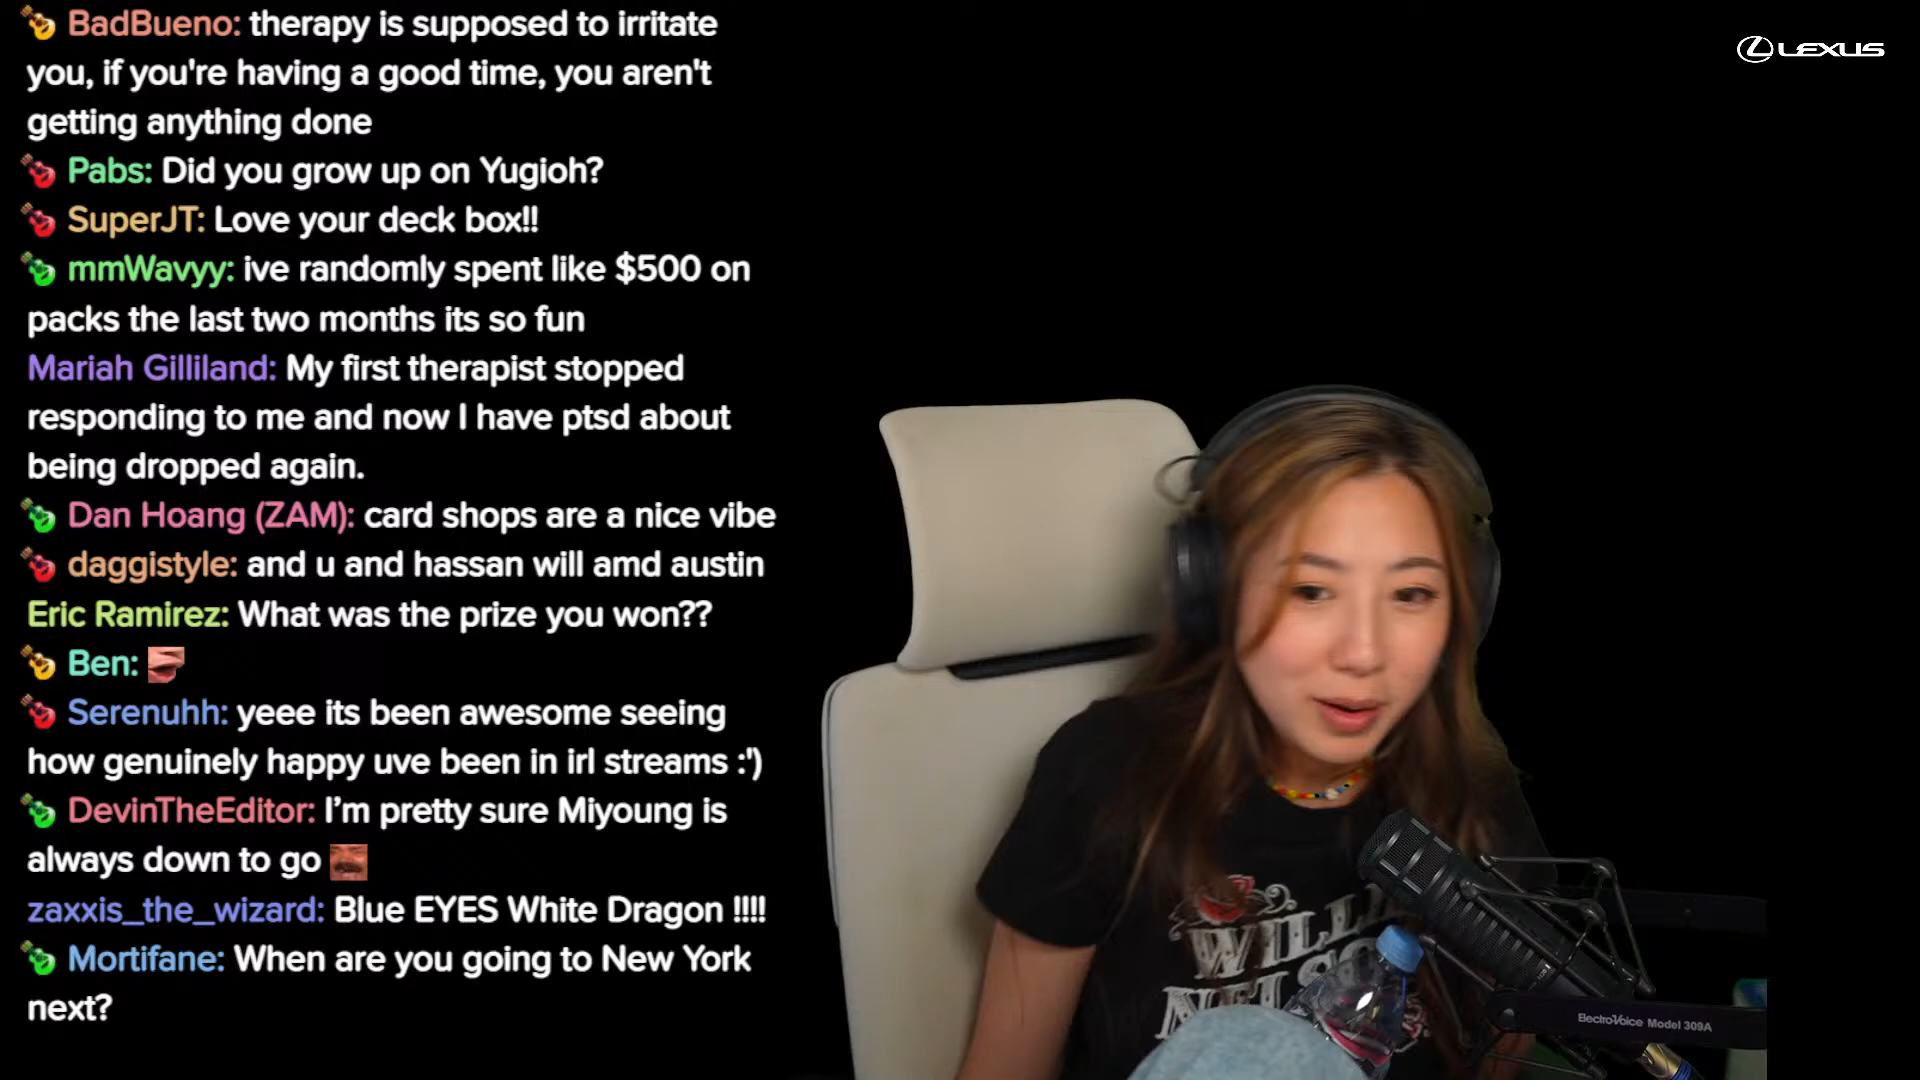 LEXUS
BadBueno: therapy is supposed to irritate
you, if you're having a good time, you aren't
getting anything done
Pabs: Did you grow up on Yugioh?
SuperJT: Love your deck box!!
mmWavyy: ive randomly spent like $500 on
packs the last two months its so fun
Mariah Gilliland: My first therapist stopped
responding to me and now I have ptsd about
being dropped again.
Dan Hoang (ZAM): card shops are a nice vibe
daggistyle: and u and hassan will amd austin
Eric Ramirez: What was the prize you won??
Ben:
Serenuhh: yeee its been awesome seeing
how genuinely happy uve been in irl streams :')
DevinTheEditor: I’m pretty sure Miyoung is
always down to go
zaxxis_the_wizard: Blue EYES White Dragon !!!!
Mortifane: When are you going to New York
next?
ElectroVoice Model 309A